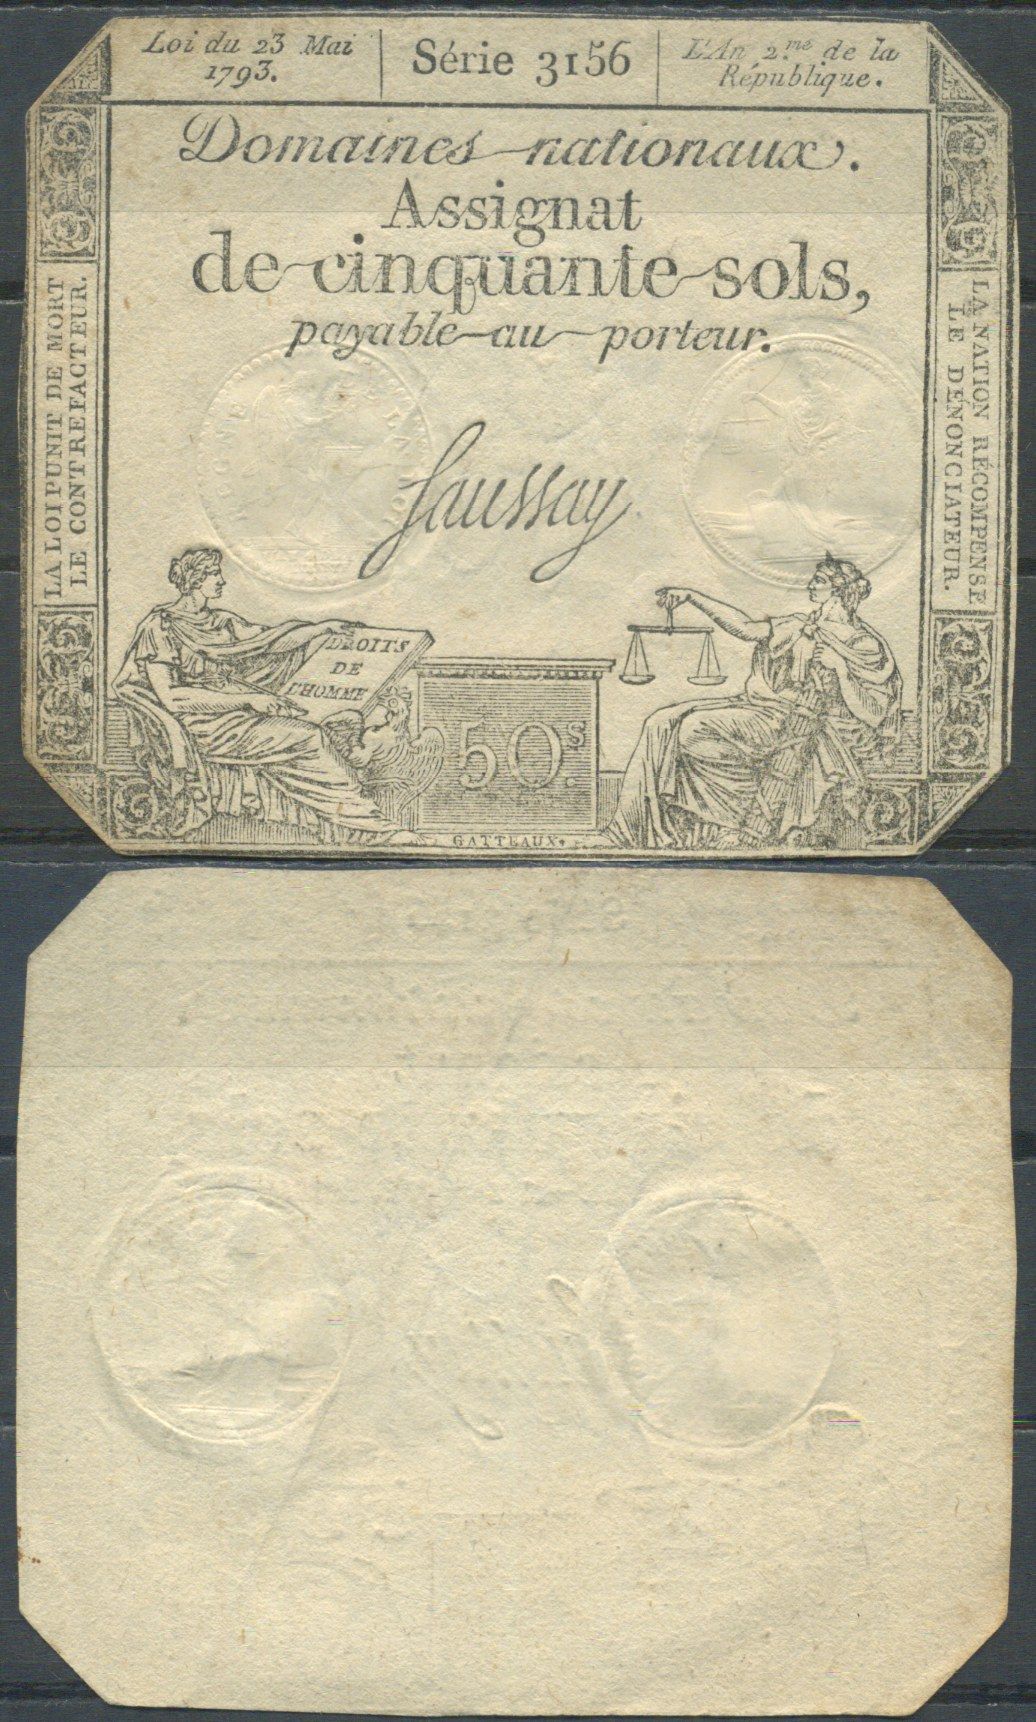 Loi du 23 Mai
1793.
Série 3156
L'An 2.me de la
République.
Domaines nationaux.
Assignat
de cinquante sols,
payable au porteur.
LA LOI PUNIT DE MORT
LE CONTREFACTEUR.
LA NATION RÉCOMPENSE
LE DÉNONCIATEUR.
Saussay
DROITS
DE
L'HOMME
50.s
GATTEAUX.